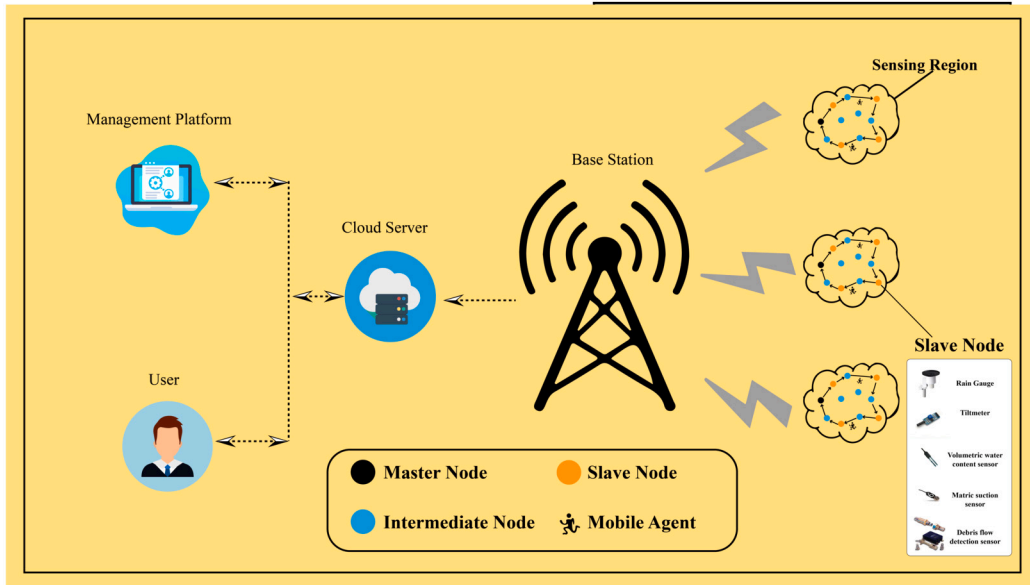 Sensing Region
Management Platform
Base Station
Cloud Server
User
Slave Node
Rain Gauge
Tiltmeter
Volumetric water
content sensor
Matric suction
sensor
Debris flow
detection sensor
Master Node
Slave Node
Intermediate Node
Mobile Agent